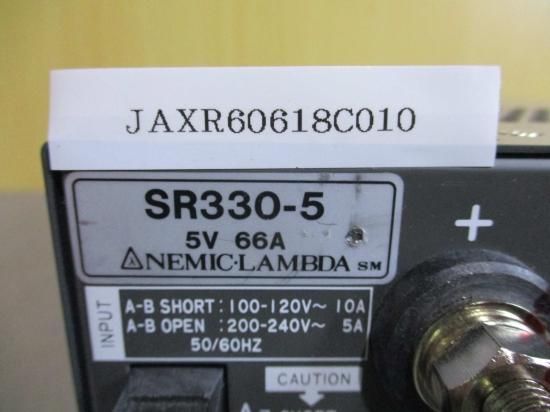 JAXR60618C010
SR330-5
5V 66A
NEMIC·LAMBDA SM
+
INPUT
A-B SHORT : 100-120V~ 10A
A-B OPEN : 200-240V~ 5A
50/60HZ
CAUTION